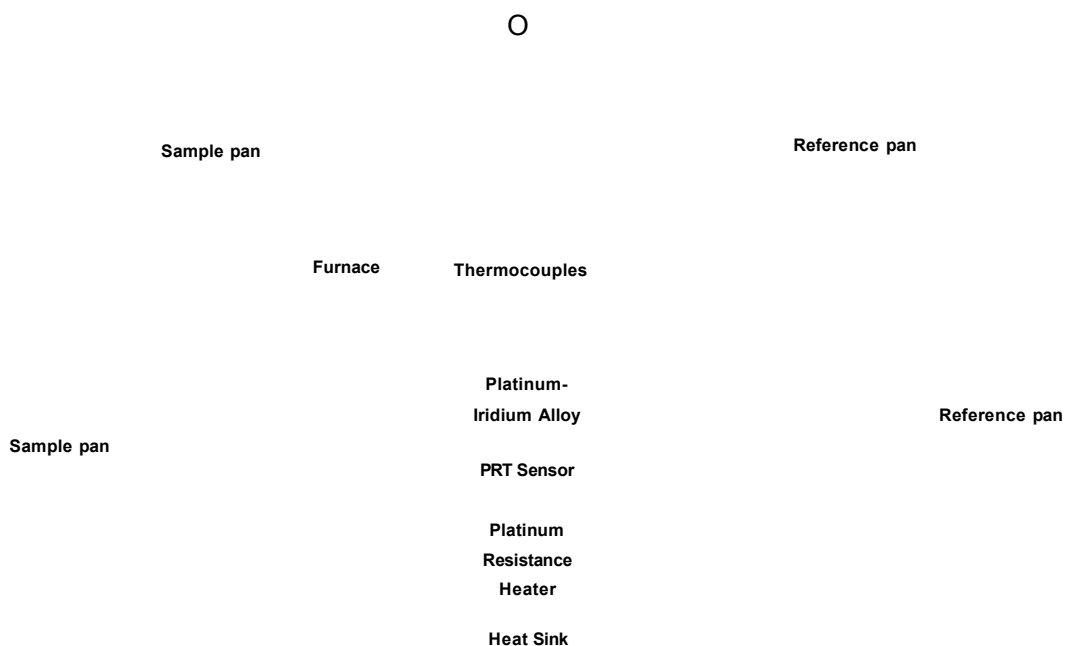 O
Sample pan
Reference pan
Furnace
Thermocouples
Platinum-
Iridium Alloy
Reference pan
Sample pan
PRT Sensor
Platinum
Resistance
Heater
Heat Sink